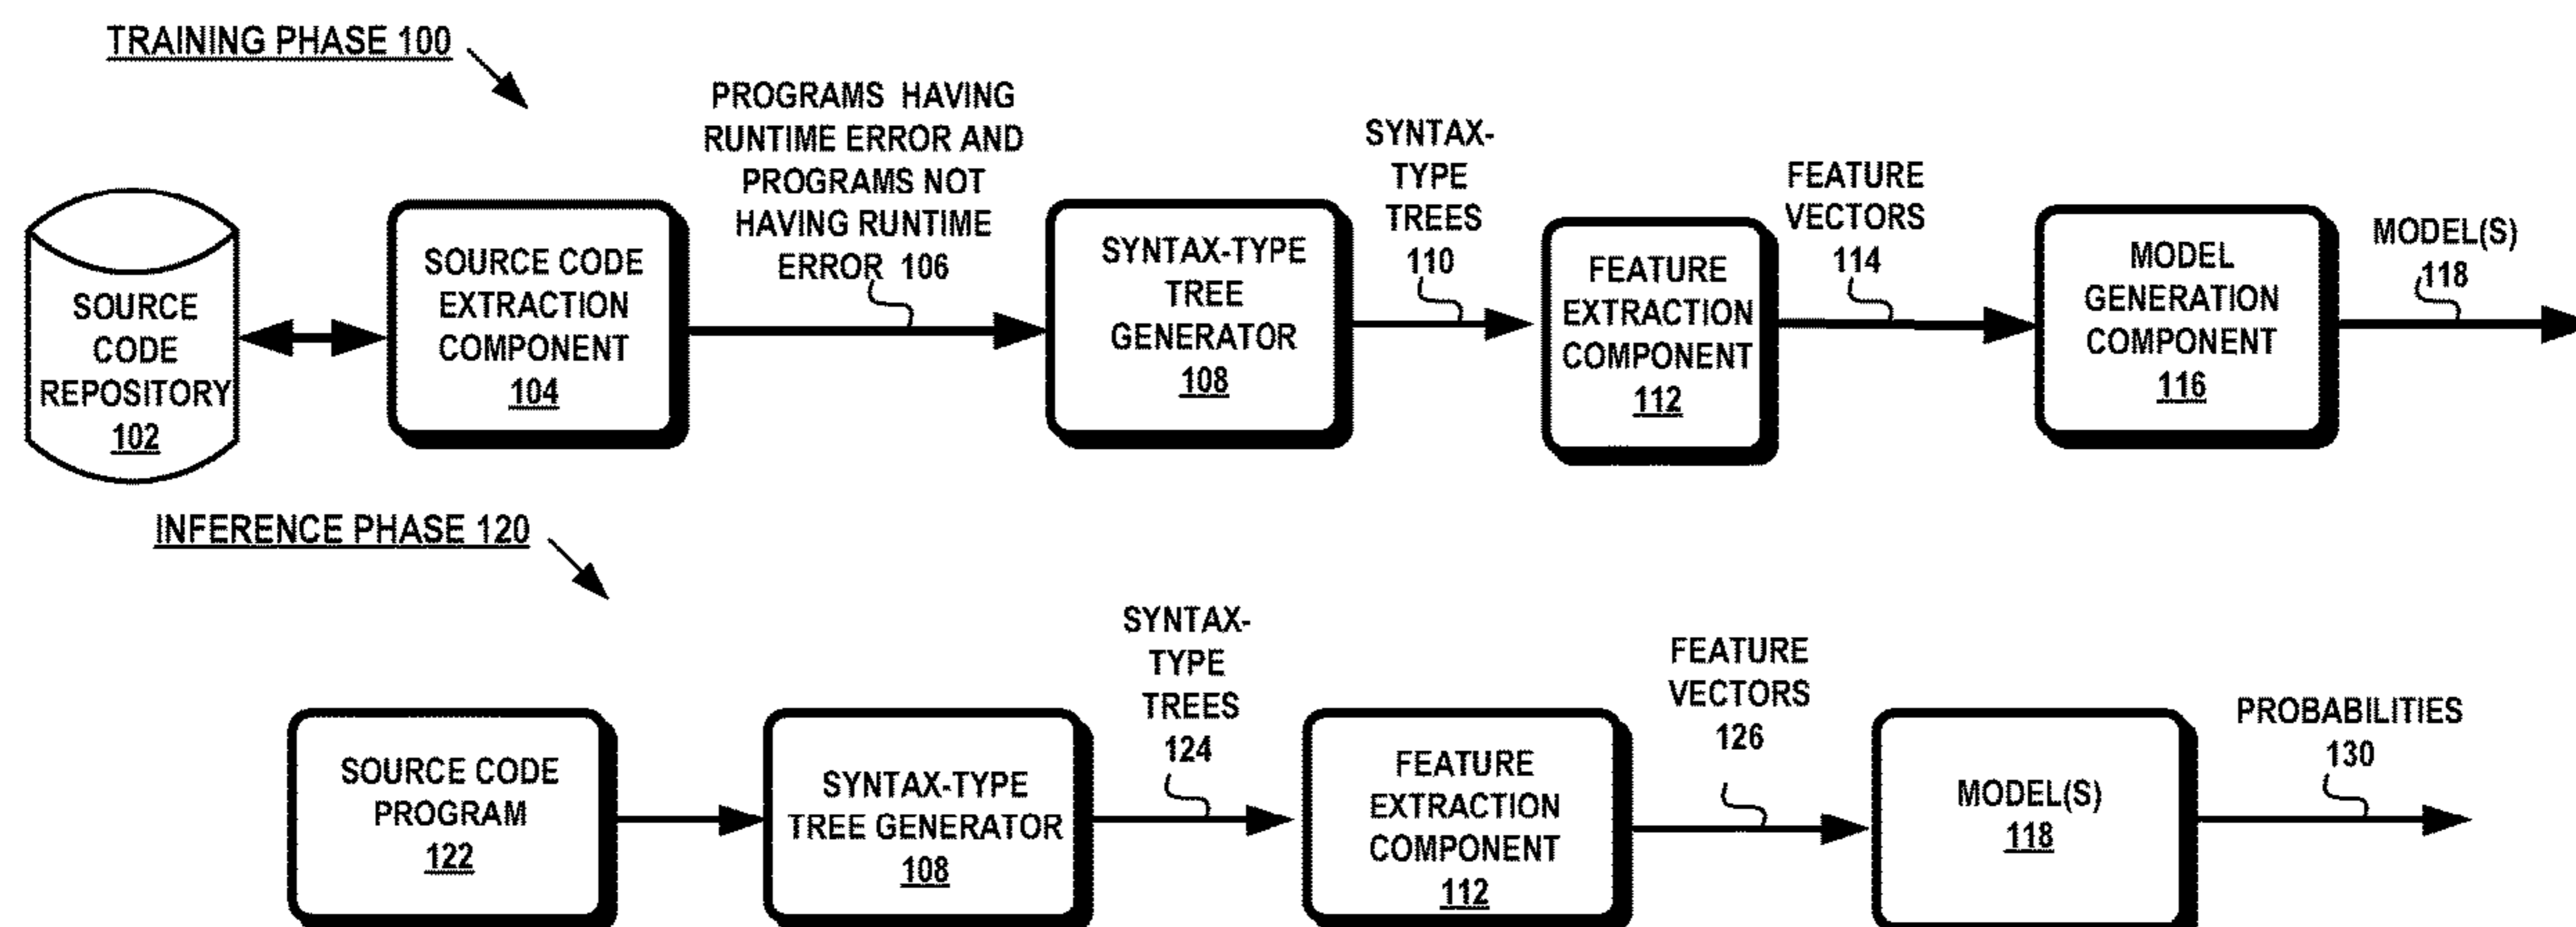 TRAINING PHASE 100
SOURCE
CODE
REPOSITORY
102
SOURCE CODE
EXTRACTION
COMPONENT
104
PROGRAMS HAVING
RUNTIME ERROR AND
PROGRAMS NOT
HAVING RUNTIME
ERROR 106
SYNTAX-TYPE
TREE
GENERATOR
108
SYNTAX-
TYPE
TREES
110
FEATURE
EXTRACTION
COMPONENT
112
FEATURE
VECTORS
114
MODEL
GENERATION
COMPONENT
116
MODEL(S)
118
INFERENCE PHASE 120
SOURCE CODE
PROGRAM
122
SYNTAX-TYPE
TREE GENERATOR
108
SYNTAX-
TYPE
TREES
124
FEATURE
EXTRACTION
COMPONENT
112
FEATURE
VECTORS
126
MODEL(S)
118
PROBABILITIES
130